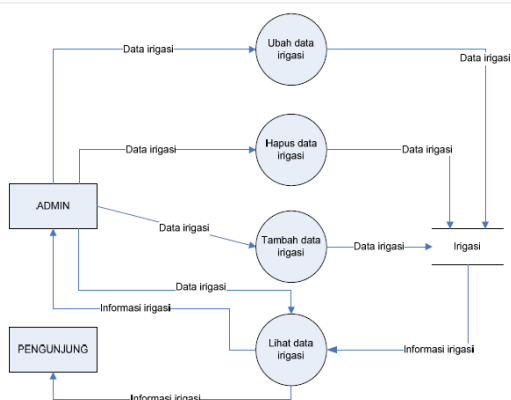 Ubah data
irigasi
Data irigasi
Data irigasi
Hapus data
irigasi
Data irigasi
Data irigasi
ADMIN
Data irigasi
Tambah data
irigasi
Data irigasi
Irigasi
Data irigasi
Informasi irigasi
Lihat data
irigasi
Informasi irigasi
PENGUNJUNG
Informasi irigasi